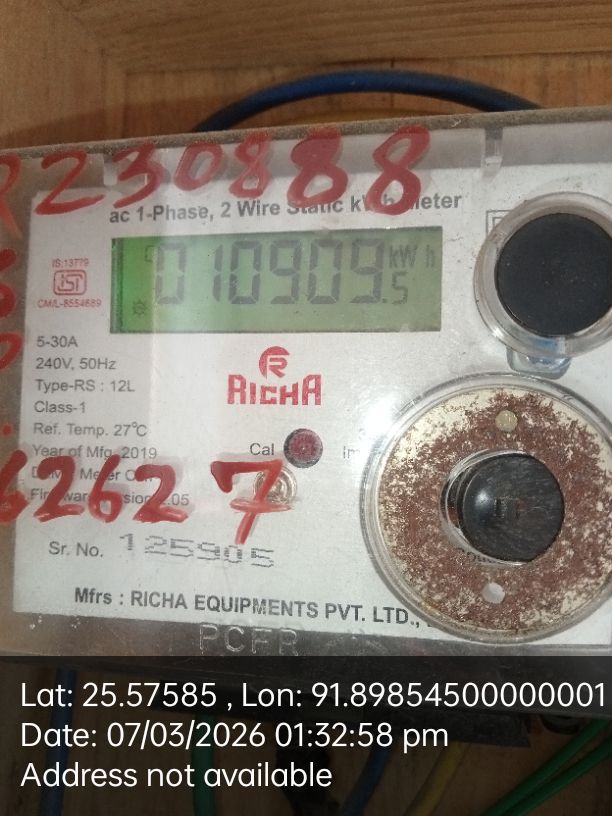 R230888
ac 1-Phase, 2 Wire Static kWh Meter
IS:13779
CM/L-8554689
010909.5 kWh
5-30A
240V, 50Hz
Type-RS : 12L
Class-1
Ref. Temp. 27°C
Year of Mfg. 2019
RICHA
Cal
62627
Sr. No. 125905
Mfrs : RICHA EQUIPMENTS PVT. LTD.,
Lat: 25.57585 , Lon: 91.89854500000001
Date: 07/03/2026 01:32:58 pm
Address not available